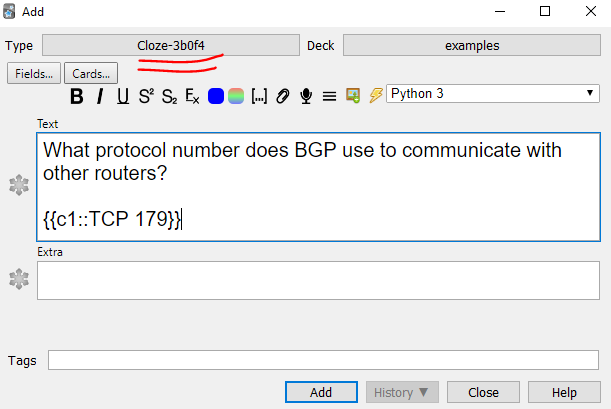 Add
Type Cloze-3b0f4 Deck examples
Fields... Cards...
B I U S² S₂ Eₓ [...] Python 3
Text
What protocol number does BGP use to communicate with
other routers?
{{c1::TCP 179}}
Extra
Tags
Add History ▼ Close Help